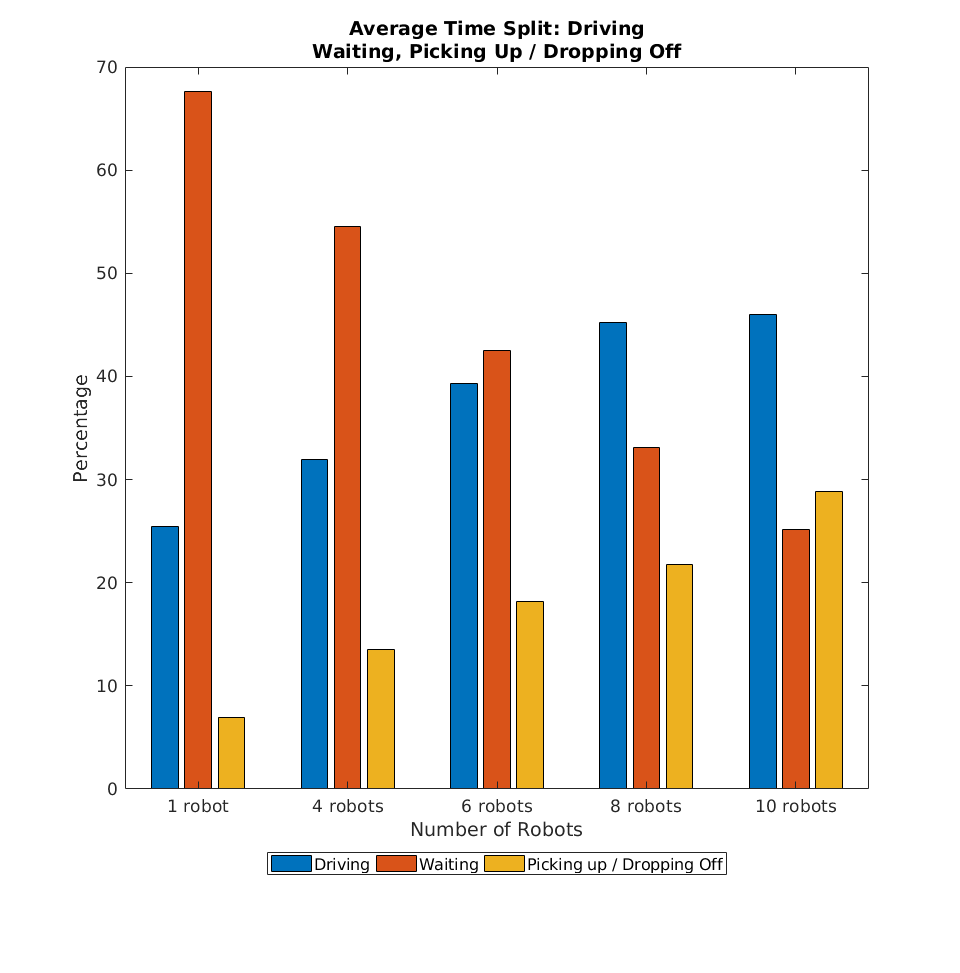 Average Time Split: Driving
Waiting, Picking Up / Dropping Off
70
60
50
40
30
20
10
0
Percentage
1 robot 4 robots 6 robots 8 robots 10 robots
Number of Robots
Driving Waiting Picking up / Dropping Off